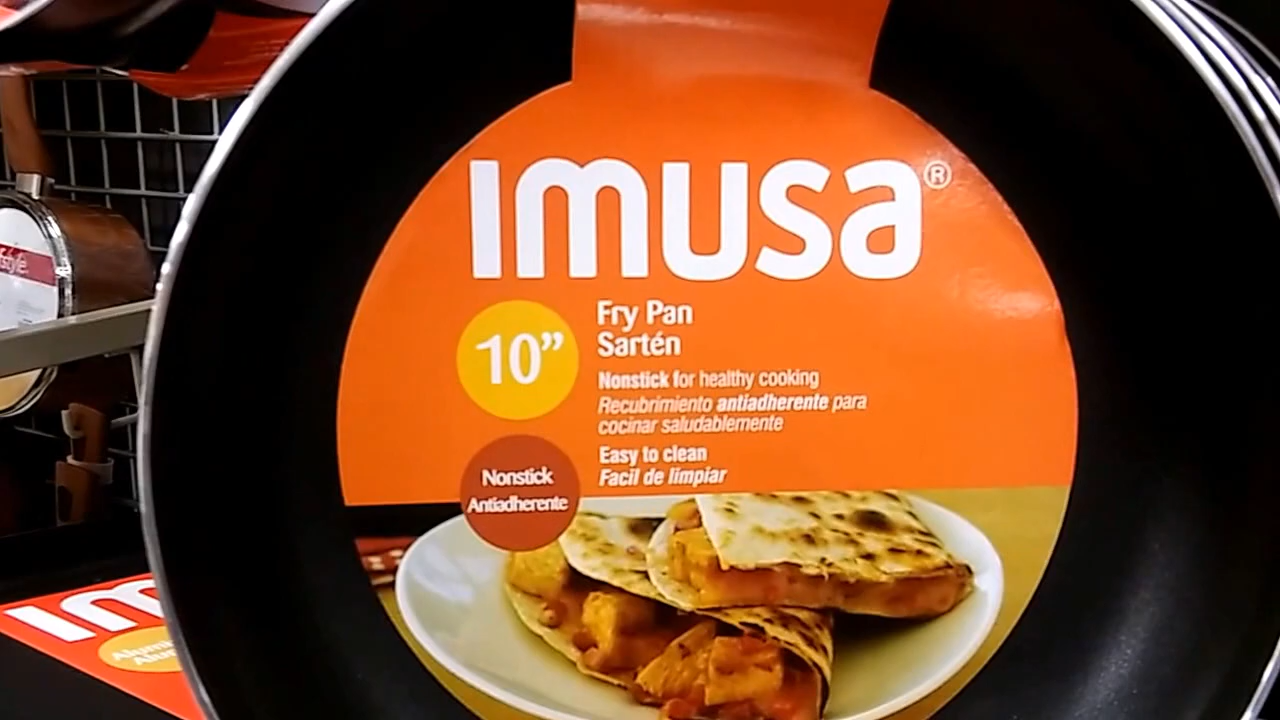 IMUSA®
10”
Fry Pan
Sartén
Nonstick for healthy cooking
Recubrimiento antiadherente para
cocinar saludablemente
Easy to clean
Facil de limpiar
Nonstick
Antiadherente